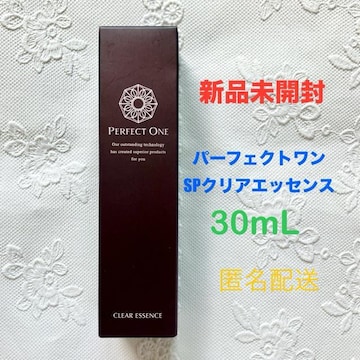 PERFECT ONE
Our outstanding technology
has created superior products
for you
CLEAR ESSENCE
新品未開封
パーフェクトワン
SPクリアエッセンス
30mL
匿名配送